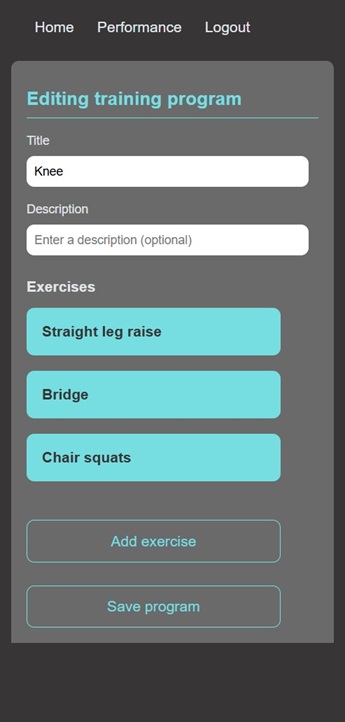 Home Performance Logout
Editing training program
Title
Knee
Description
Enter a description (optional)
Exercises
Straight leg raise
Bridge
Chair squats
Add exercise
Save program